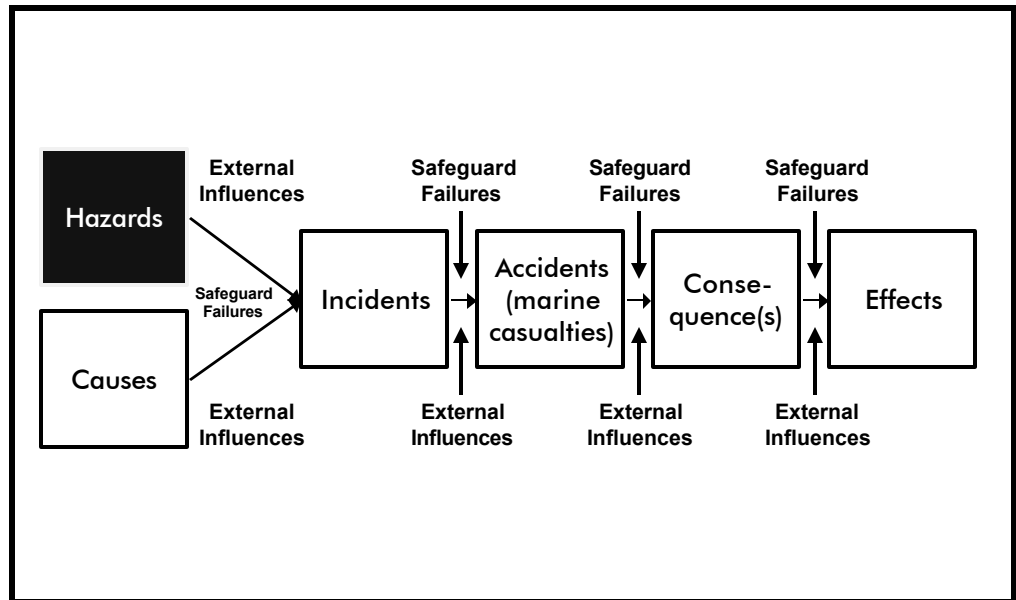 External
Influences
Safeguard
Failures
Safeguard
Failures
Safeguard
Failures
Hazards
Safeguard
Failures
Incidents
Accidents
(marine
casualties)
Conse-
quence(s)
Effects
Causes
External
Influences
External
Influences
External
Influences
External
Influences